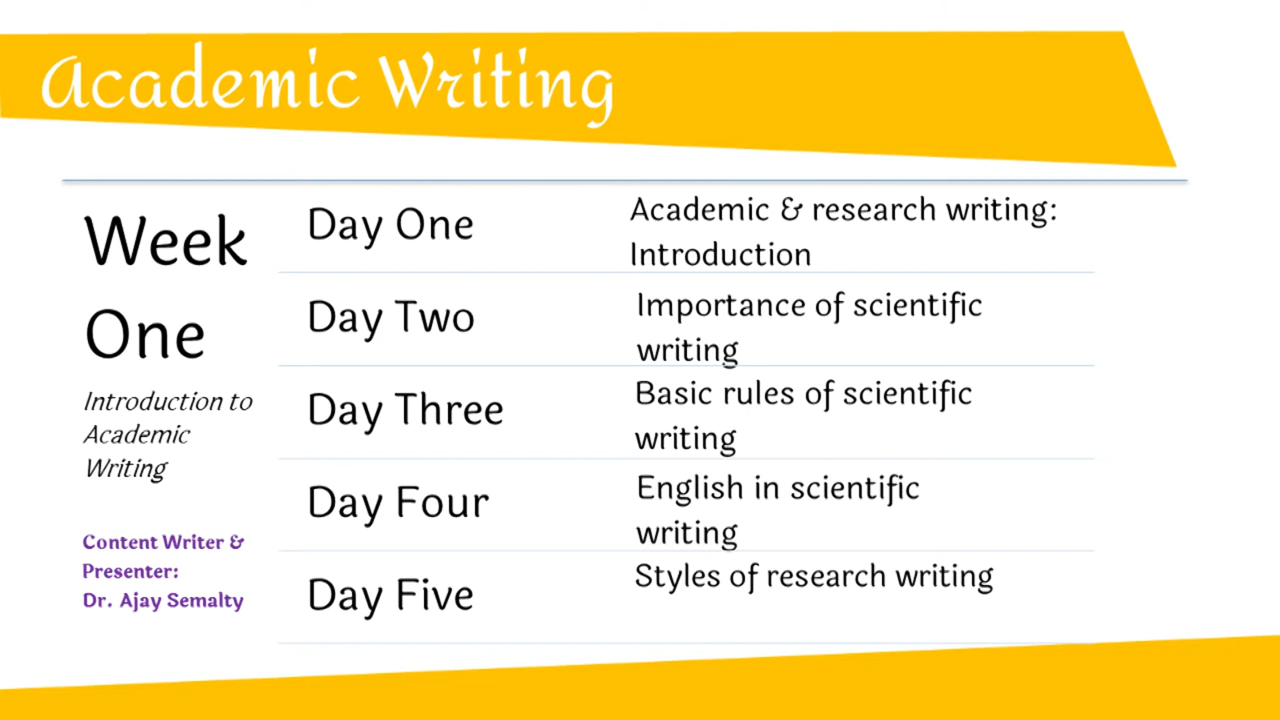 Academic Writing
Week
One
Introduction to
Academic
Writing
Content Writer &
Presenter:
Dr. Ajay Semalty
Day One
Academic & research writing:
Introduction
Day Two
Importance of scientific
writing
Day Three
Basic rules of scientific
writing
Day Four
English in scientific
writing
Day Five
Styles of research writing